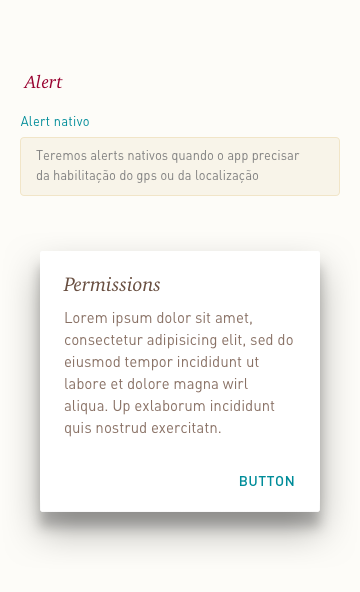 Alert
Alert nativo
Teremos alerts nativos quando o app precisar
da habilitação do gps ou da localização
Permissions
Lorem ipsum dolor sit amet,
consectetur adipisicing elit, sed do
eiusmod tempor incididunt ut
labore et dolore magna wirl
aliqua. Up exlaborum incididunt
quis nostrud exercitatn.
BUTTON